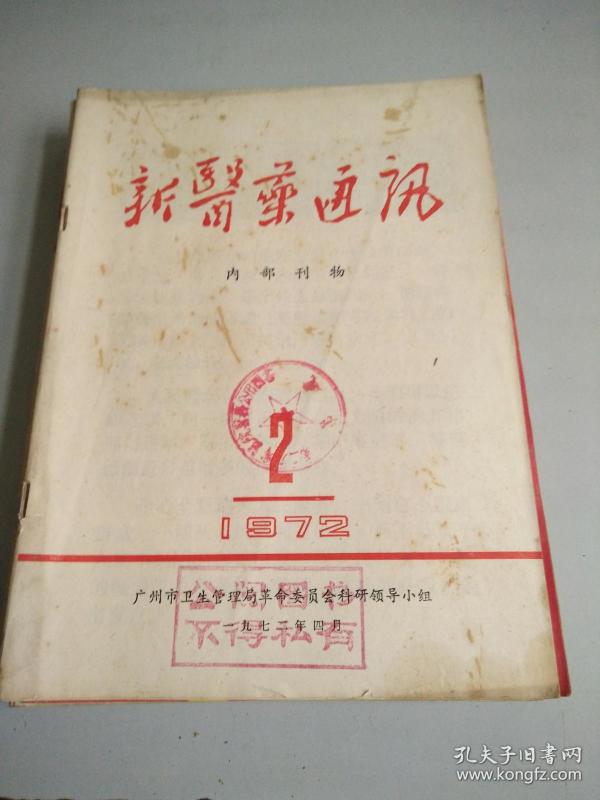 新醫藥通訊
内部刊物
2
1972
广州市卫生管理局革命委员会科研领导小组
一九七二年四月
公用图书
不得私有
孔夫子旧书网
www.kongfz.com